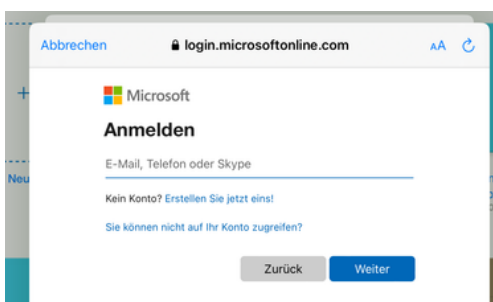 Abbrechen login.microsoftonline.com AA
Microsoft
Anmelden
E-Mail, Telefon oder Skype
Kein Konto? Erstellen Sie jetzt eins!
Neu
Sie können nicht auf Ihr Konto zugreifen?
Zurück Weiter